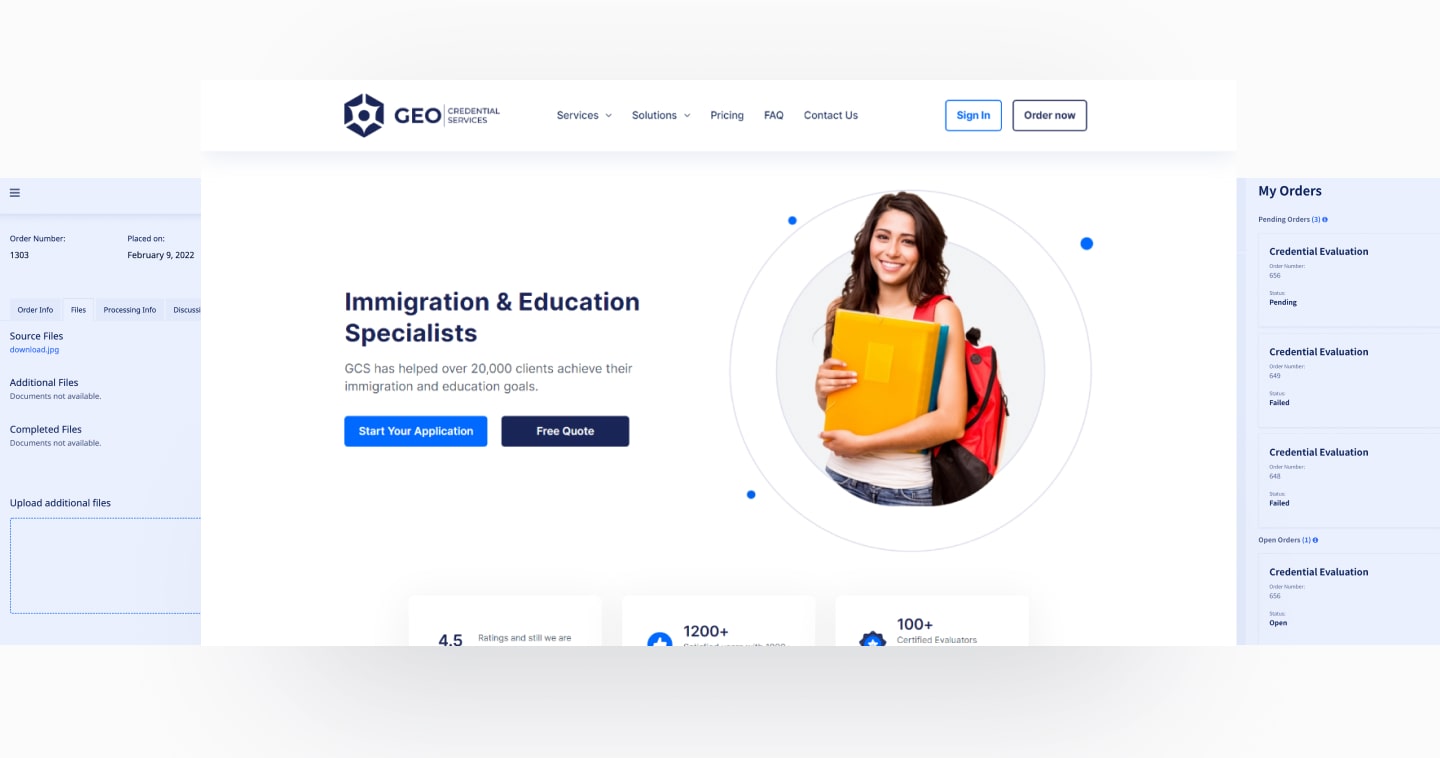 GEO CREDENTIAL
SERVICES
Services Solutions Pricing FAQ Contact Us
Sign In Order now
Order Number: Placed on:
1303 February 9, 2022
Order Info Files Processing Info Discussi
Source Files
download.jpg
Additional Files
Documents not available.
Completed Files
Documents not available.
Upload additional files
Immigration & Education
Specialists
GCS has helped over 20,000 clients achieve their
immigration and education goals.
Start Your Application Free Quote
4.5 Ratings and still we are
1200+
Satisfied users with 1000
100+
Certified Evaluators
My Orders
Pending Orders (3)
Credential Evaluation
Order Number:
656
Status:
Pending
Credential Evaluation
Order Number:
649
Status:
Failed
Credential Evaluation
Order Number:
648
Status:
Failed
Open Orders (1)
Credential Evaluation
Order Number:
656
Status:
Open